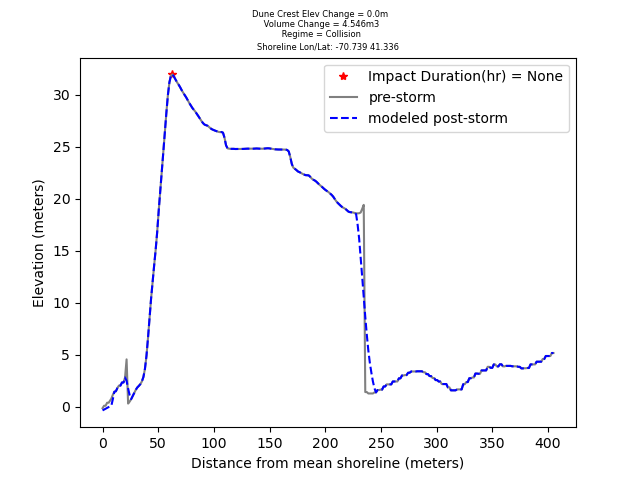 Dune Crest Elev Change = 0.0m
Volume Change = 4.546m3
Regime = Collision
Shoreline Lon/Lat: -70.739 41.336
Impact Duration(hr) = None
pre-storm
modeled post-storm
Elevation (meters)
30
25
20
15
10
5
0
0 50 100 150 200 250 300 350 400
Distance from mean shoreline (meters)